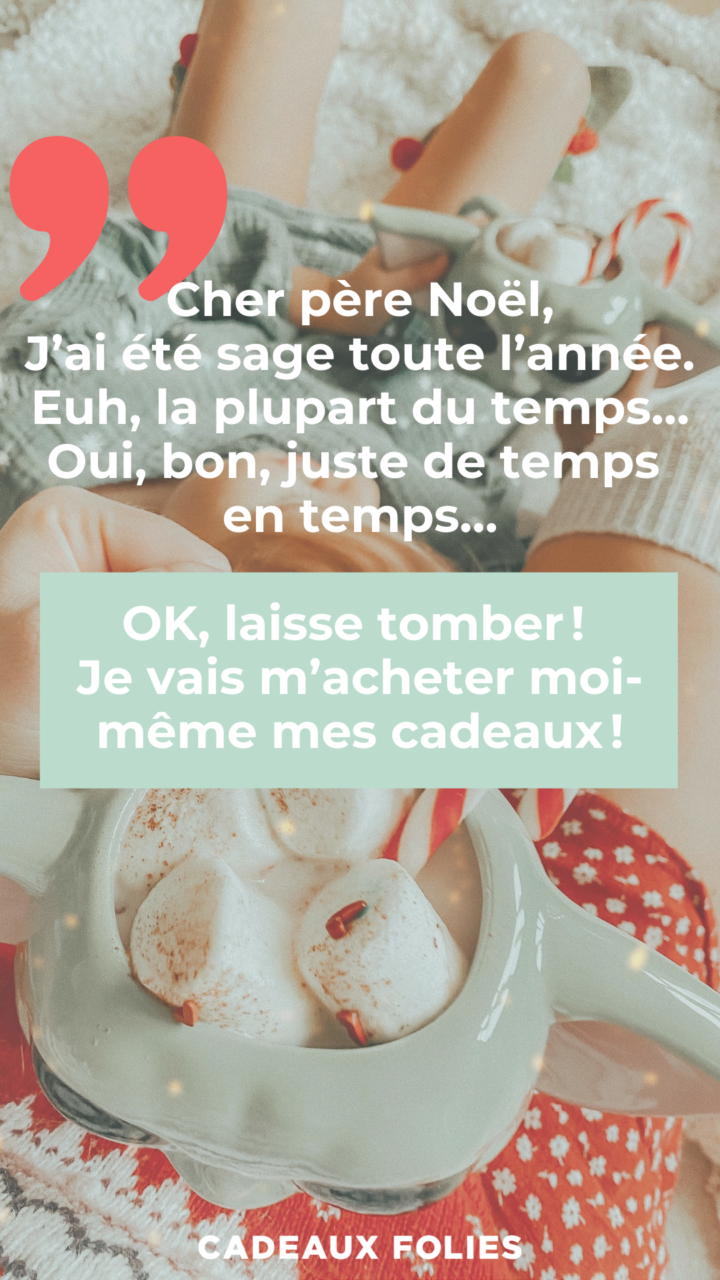 Cher père Noël,
J’ai été sage toute l’année.
Euh, la plupart du temps...
Oui, bon, juste de temps
en temps...
OK, laisse tomber !
Je vais m’acheter moi-
même mes cadeaux !
CADEAUX FOLIES